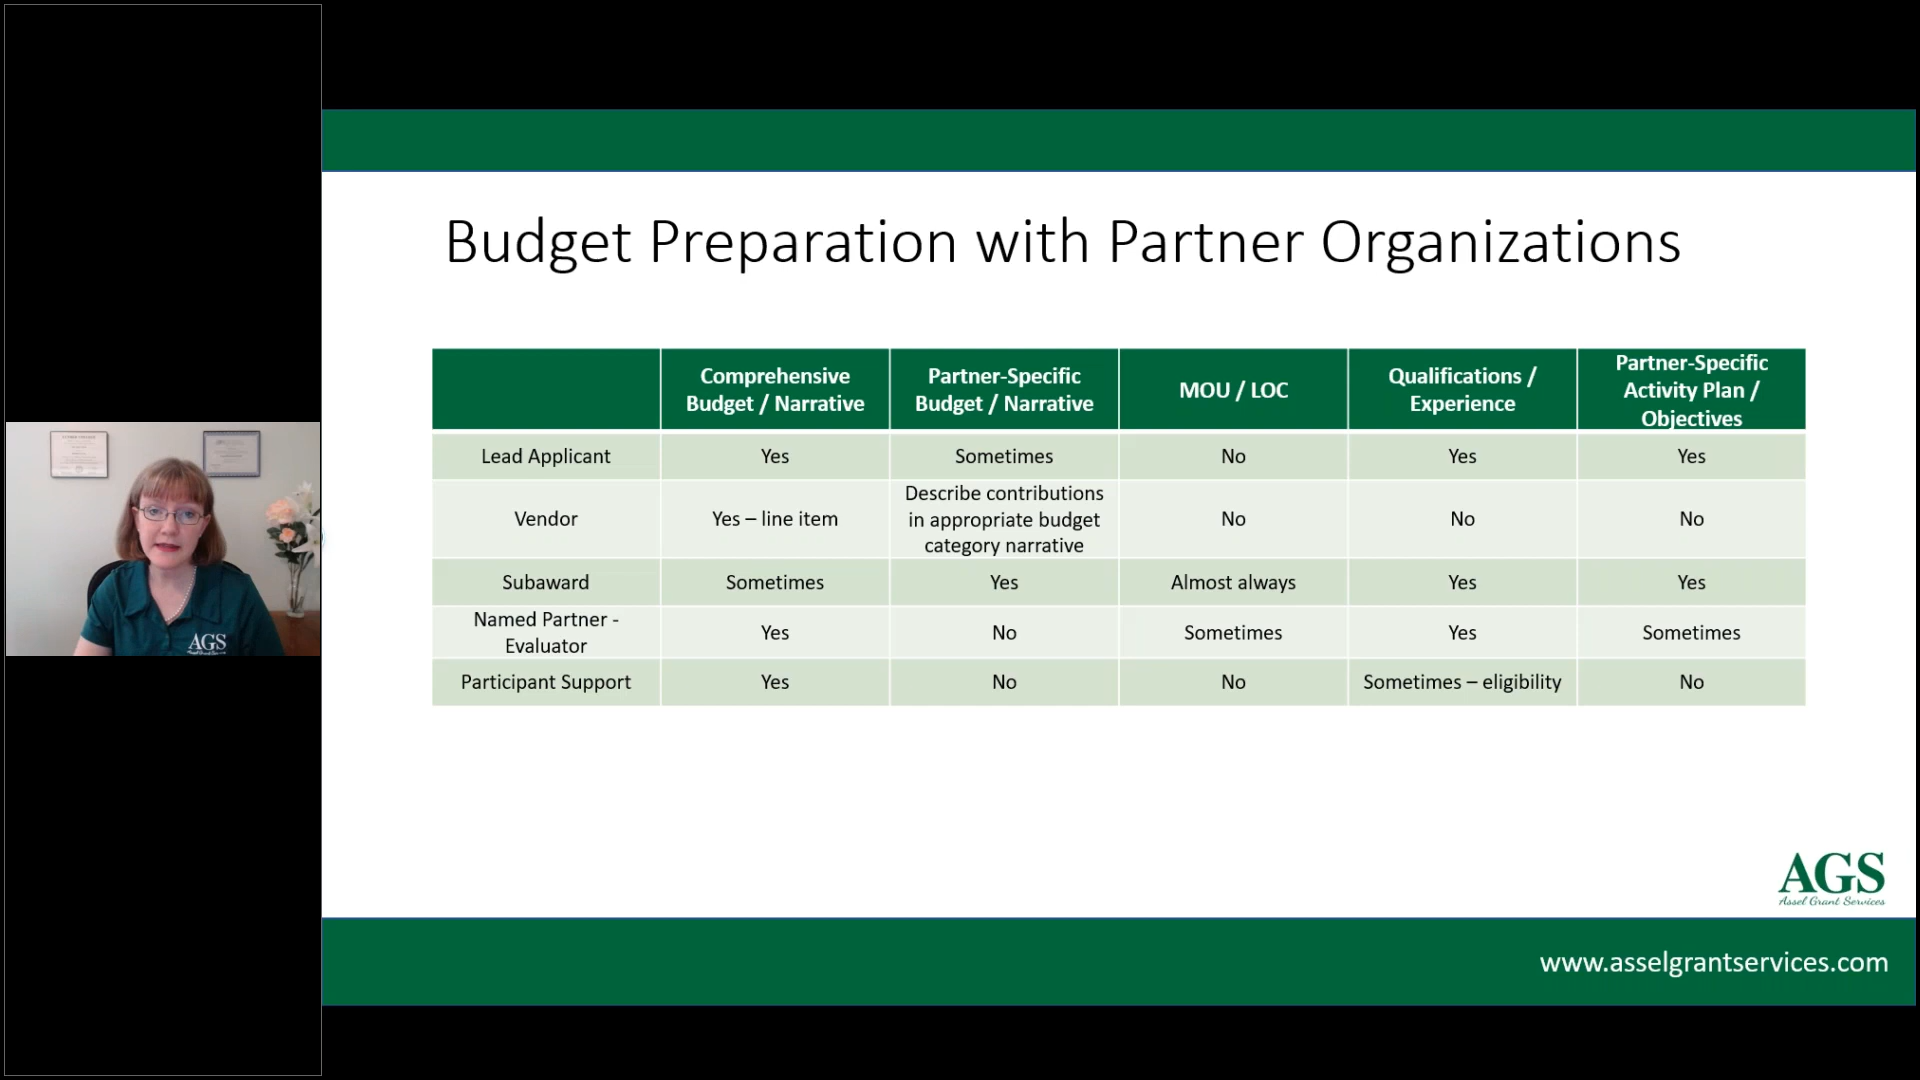 Budget Preparation with Partner Organizations
Comprehensive
Budget / Narrative
Partner-Specific
Budget / Narrative
MOU / LOC
Qualifications /
Experience
Partner-Specific
Activity Plan /
Objectives
Lead Applicant
Yes
Sometimes
No
Yes
Yes
Vendor
Yes – line item
Describe contributions
in appropriate budget
category narrative
No
No
No
Subaward
Sometimes
Yes
Almost always
Yes
Yes
Named Partner -
Evaluator
Yes
No
Sometimes
Yes
Sometimes
Participant Support
Yes
No
No
Sometimes – eligibility
No
AGS
AGS
Assel Grant Services
www.asselgrantservices.com